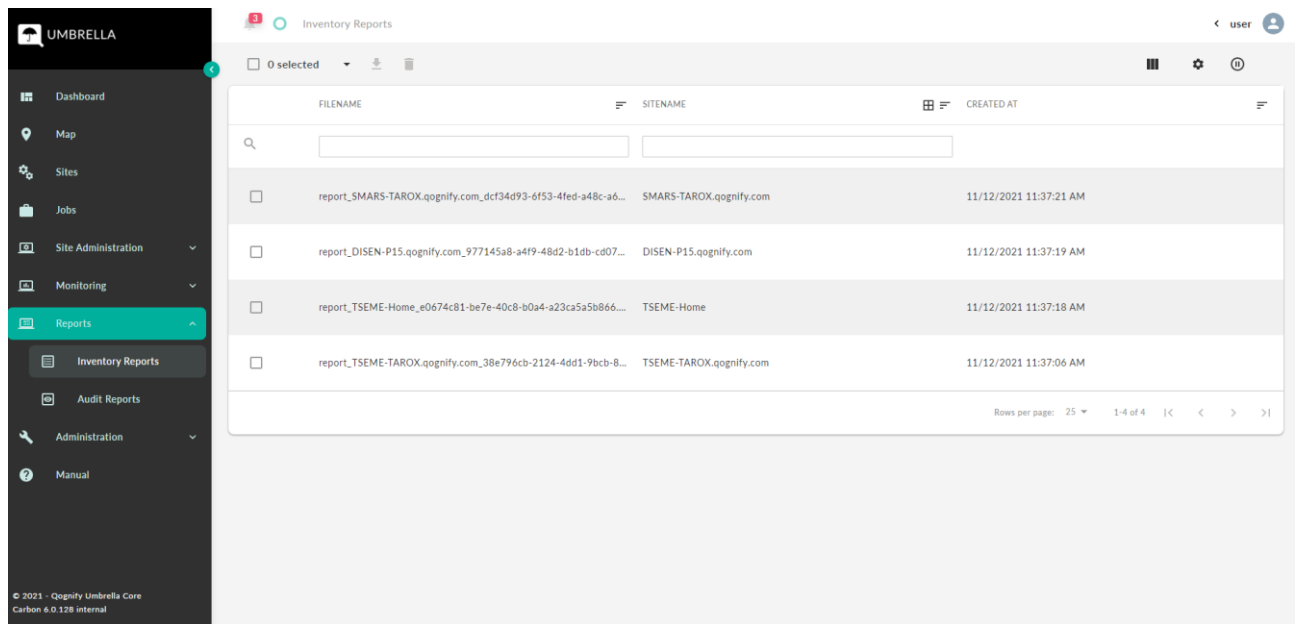 UMBRELLA
3
Inventory Reports
user
0 selected
Dashboard
Map
Sites
Jobs
Site Administration
Monitoring
Reports
Inventory Reports
Audit Reports
Administration
Manual
© 2021 - Qognify Umbrella Core
Carbon 6.0.128 internal
FILENAME SITENAME CREATED AT
report_SMARS-TAROX.qognify.com_dcf34d93-6f53-4fed-a48c-a6... SMARS-TAROX.qognify.com 11/12/2021 11:37:21 AM
report_DISEN-P15.qognify.com_977145a8-a4f9-48d2-b1db-cd07... DISEN-P15.qognify.com 11/12/2021 11:37:19 AM
report_TSEME-Home_e0674c81-be7e-40c8-b0a4-a23ca5a5b866.... TSEME-Home 11/12/2021 11:37:18 AM
report_TSEME-TAROX.qognify.com_38e796cb-2124-4dd1-9bcb-8... TSEME-TAROX.qognify.com 11/12/2021 11:37:06 AM
Rows per page: 25 1-4 of 4